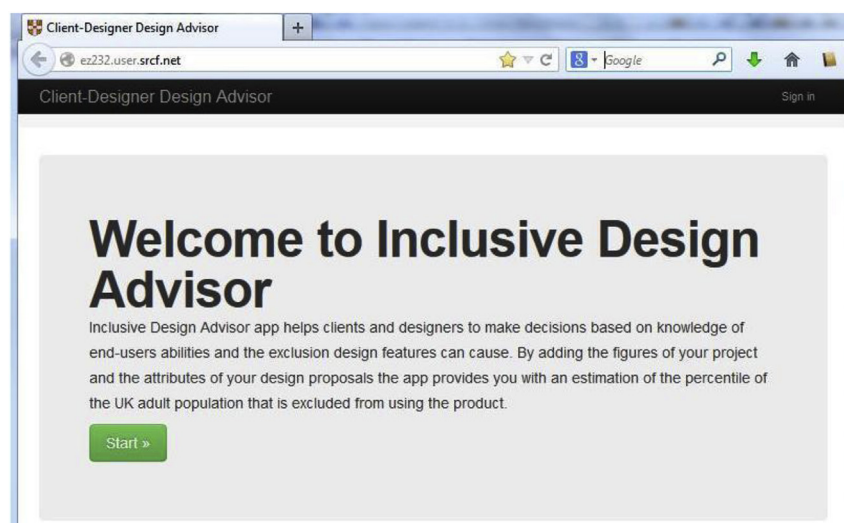 Client-Designer Design Advisor
ez232.user.srcf.net
Google
Client-Designer Design Advisor
Sign in
Welcome to Inclusive Design
Advisor
Inclusive Design Advisor app helps clients and designers to make decisions based on knowledge of
end-users abilities and the exclusion design features can cause. By adding the figures of your project
and the attributes of your design proposals the app provides you with an estimation of the percentile of
the UK adult population that is excluded from using the product.
Start »